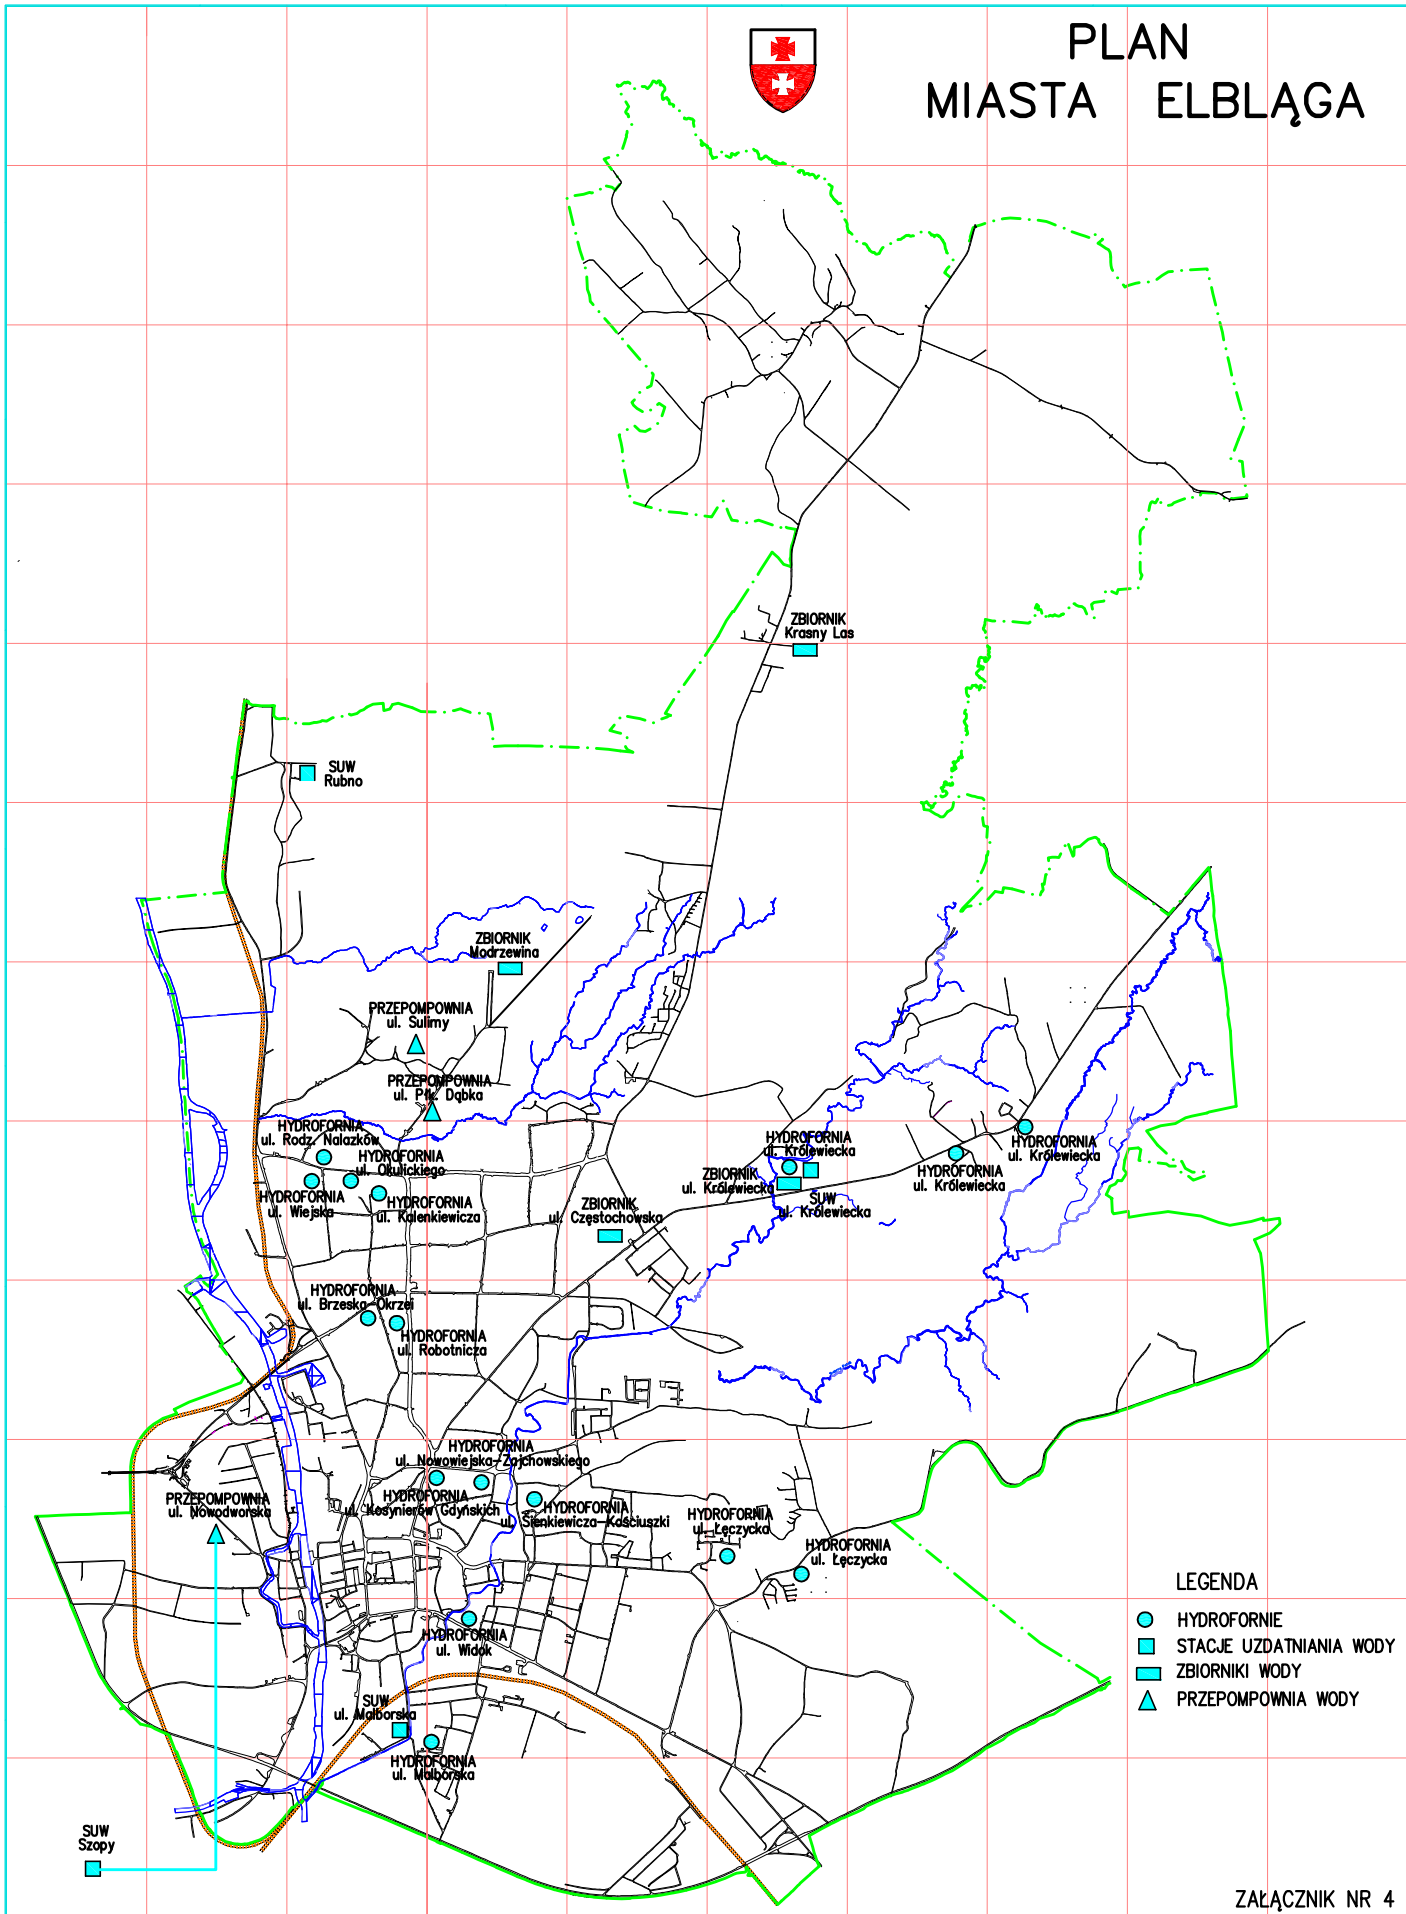 PLAN
MIASTA ELBLĄGA
ZBIORNIK
Krasny Las
SUW
Rubno
ZBIORNIK
Modrzewina
PRZEPOMPOWNIA
ul. Sulimy
PRZEPOMPOWNIA
ul. Płk. Dąbka
HYDROFORNIA
ul. Rodz. Nalazków
HYDROFORNIA
ul. Okulickiego
HYDROFORNIA
ul. Wiejska
HYDROFORNIA
ul. Kalenkiewicza
HYDROFORNIA
ul. Królewiecka
HYDROFORNIA
ul. Królewiecka
HYDROFORNIA
ul. Królewiecka
ZBIORNIK
ul. Królewiecka
SUW
ul. Królewiecka
ZBIORNIK
ul. Częstochowska
HYDROFORNIA
ul. Brzeska-Okrzei
HYDROFORNIA
ul. Robotnicza
HYDROFORNIA
ul. Nowowiejska-Zajchowskiego
HYDROFORNIA
ul. Kosynierów Gdyńskich
HYDROFORNIA
ul. Sienkiewicza-Kościuszki
PRZEPOMPOWNIA
ul. Nowodworska
HYDROFORNIA
ul. Łęczycka
HYDROFORNIA
ul. Łęczycka
HYDROFORNIA
ul. Widok
SUW
ul. Malborska
HYDROFORNIA
ul. Malborska
SUW
Szopy
LEGENDA
HYDROFORNIE
STACJE UZDATNIANIA WODY
ZBIORNIKI WODY
PRZEPOMPOWNIA WODY
ZAŁĄCZNIK NR 4